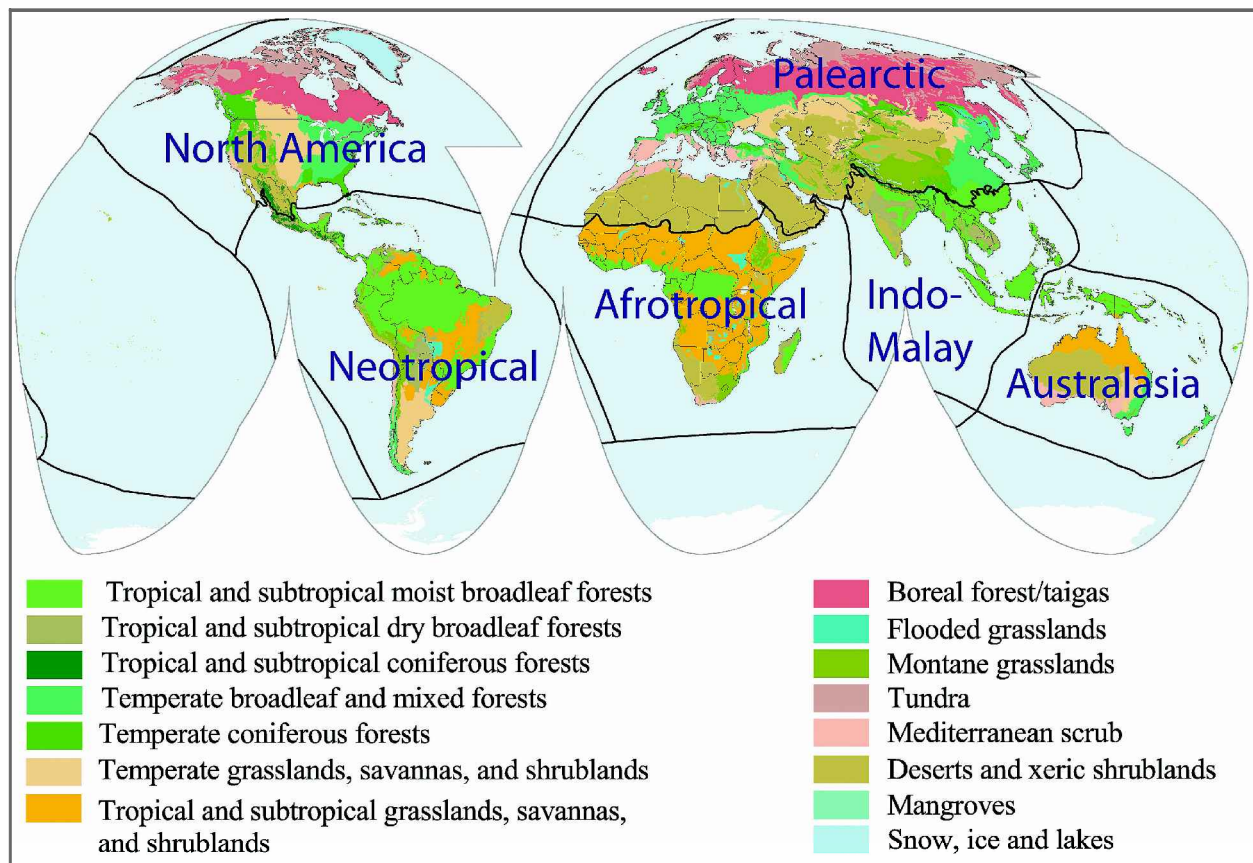 Palearctic
North America
Afrotropical
Indo-
Malay
Neotropical
Australasia
Tropical and subtropical moist broadleaf forests
Tropical and subtropical dry broadleaf forests
Tropical and subtropical coniferous forests
Temperate broadleaf and mixed forests
Temperate coniferous forests
Temperate grasslands, savannas, and shrublands
Tropical and subtropical grasslands, savannas,
and shrublands
Boreal forest/taigas
Flooded grasslands
Montane grasslands
Tundra
Mediterranean scrub
Deserts and xeric shrublands
Mangroves
Snow, ice and lakes